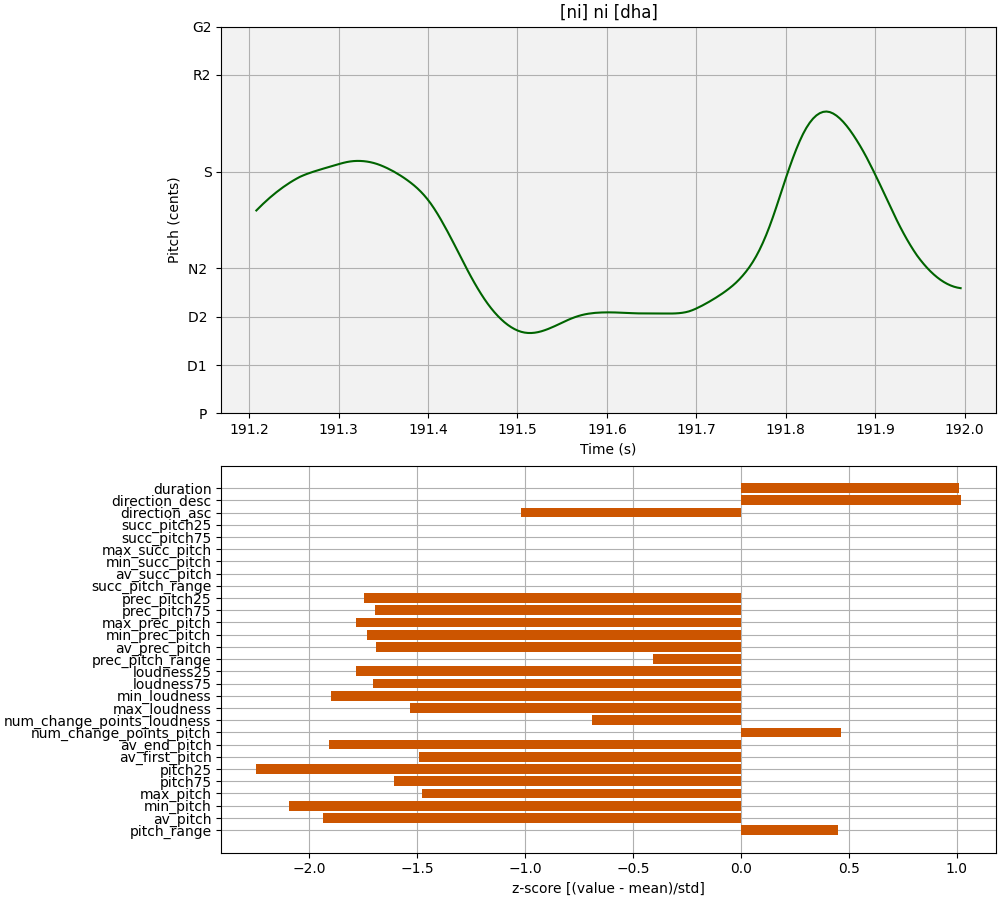 [ni] ni [dha]
G2
R2
S
N2
D2
D1
P
Pitch (cents)
191.2 191.3 191.4 191.5 191.6 191.7 191.8 191.9 192.0
Time (s)
duration
direction_desc
direction_asc
succ_pitch25
succ_pitch75
max_succ_pitch
min_succ_pitch
av_succ_pitch
succ_pitch_range
prec_pitch25
prec_pitch75
max_prec_pitch
min_prec_pitch
av_prec_pitch
prec_pitch_range
loudness25
loudness75
min_loudness
max_loudness
num_change_points_loudness
num_change_points_pitch
av_end_pitch
av_first_pitch
pitch25
pitch75
max_pitch
min_pitch
av_pitch
pitch_range
−2.0 −1.5 −1.0 −0.5 0.0 0.5 1.0
z-score [(value - mean)/std]